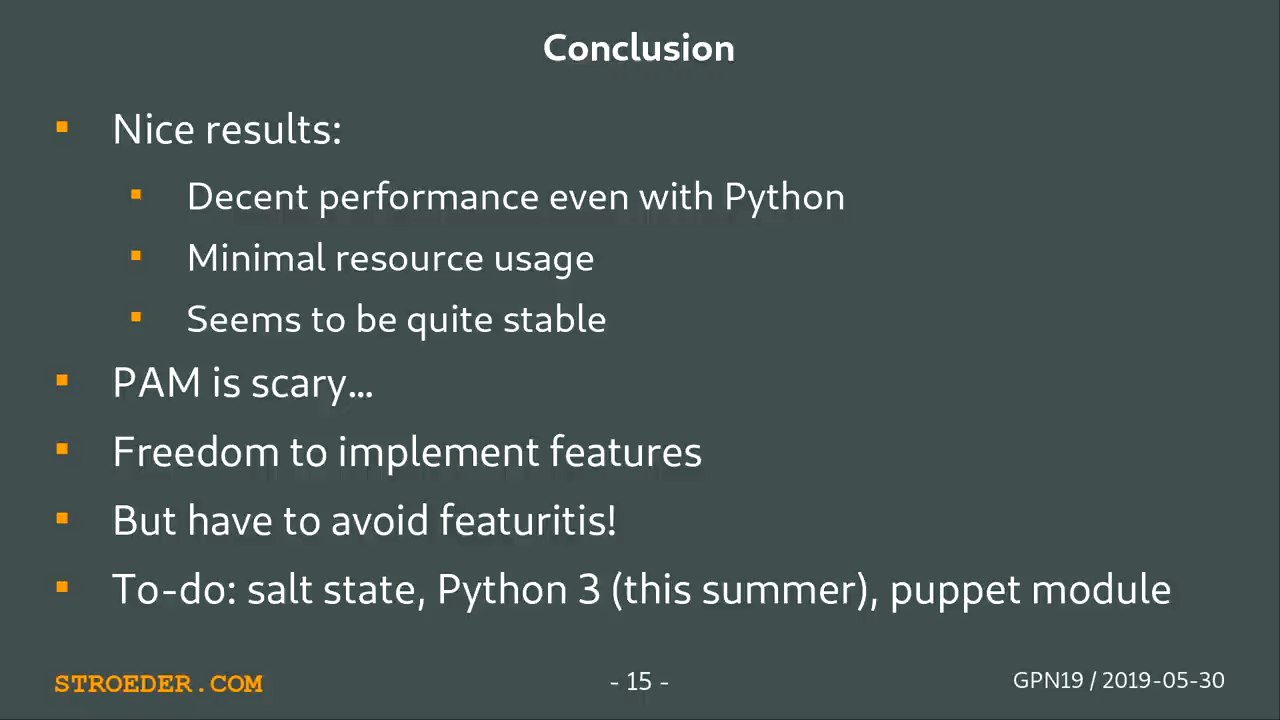 Conclusion
Nice results:
Decent performance even with Python
Minimal resource usage
Seems to be quite stable
PAM is scary...
Freedom to implement features
But have to avoid featuritis!
To-do: salt state, Python 3 (this summer), puppet module
STROEDER.COM
- 15 -
GPN19 / 2019-05-30